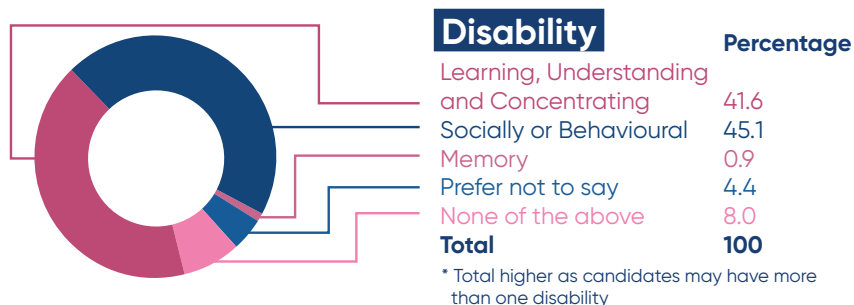 Disability Percentage
Learning, Understanding
and Concentrating 41.6
Socially or Behavioural 45.1
Memory 0.9
Prefer not to say 4.4
None of the above 8.0
Total 100
* Total higher as candidates may have more
than one disability